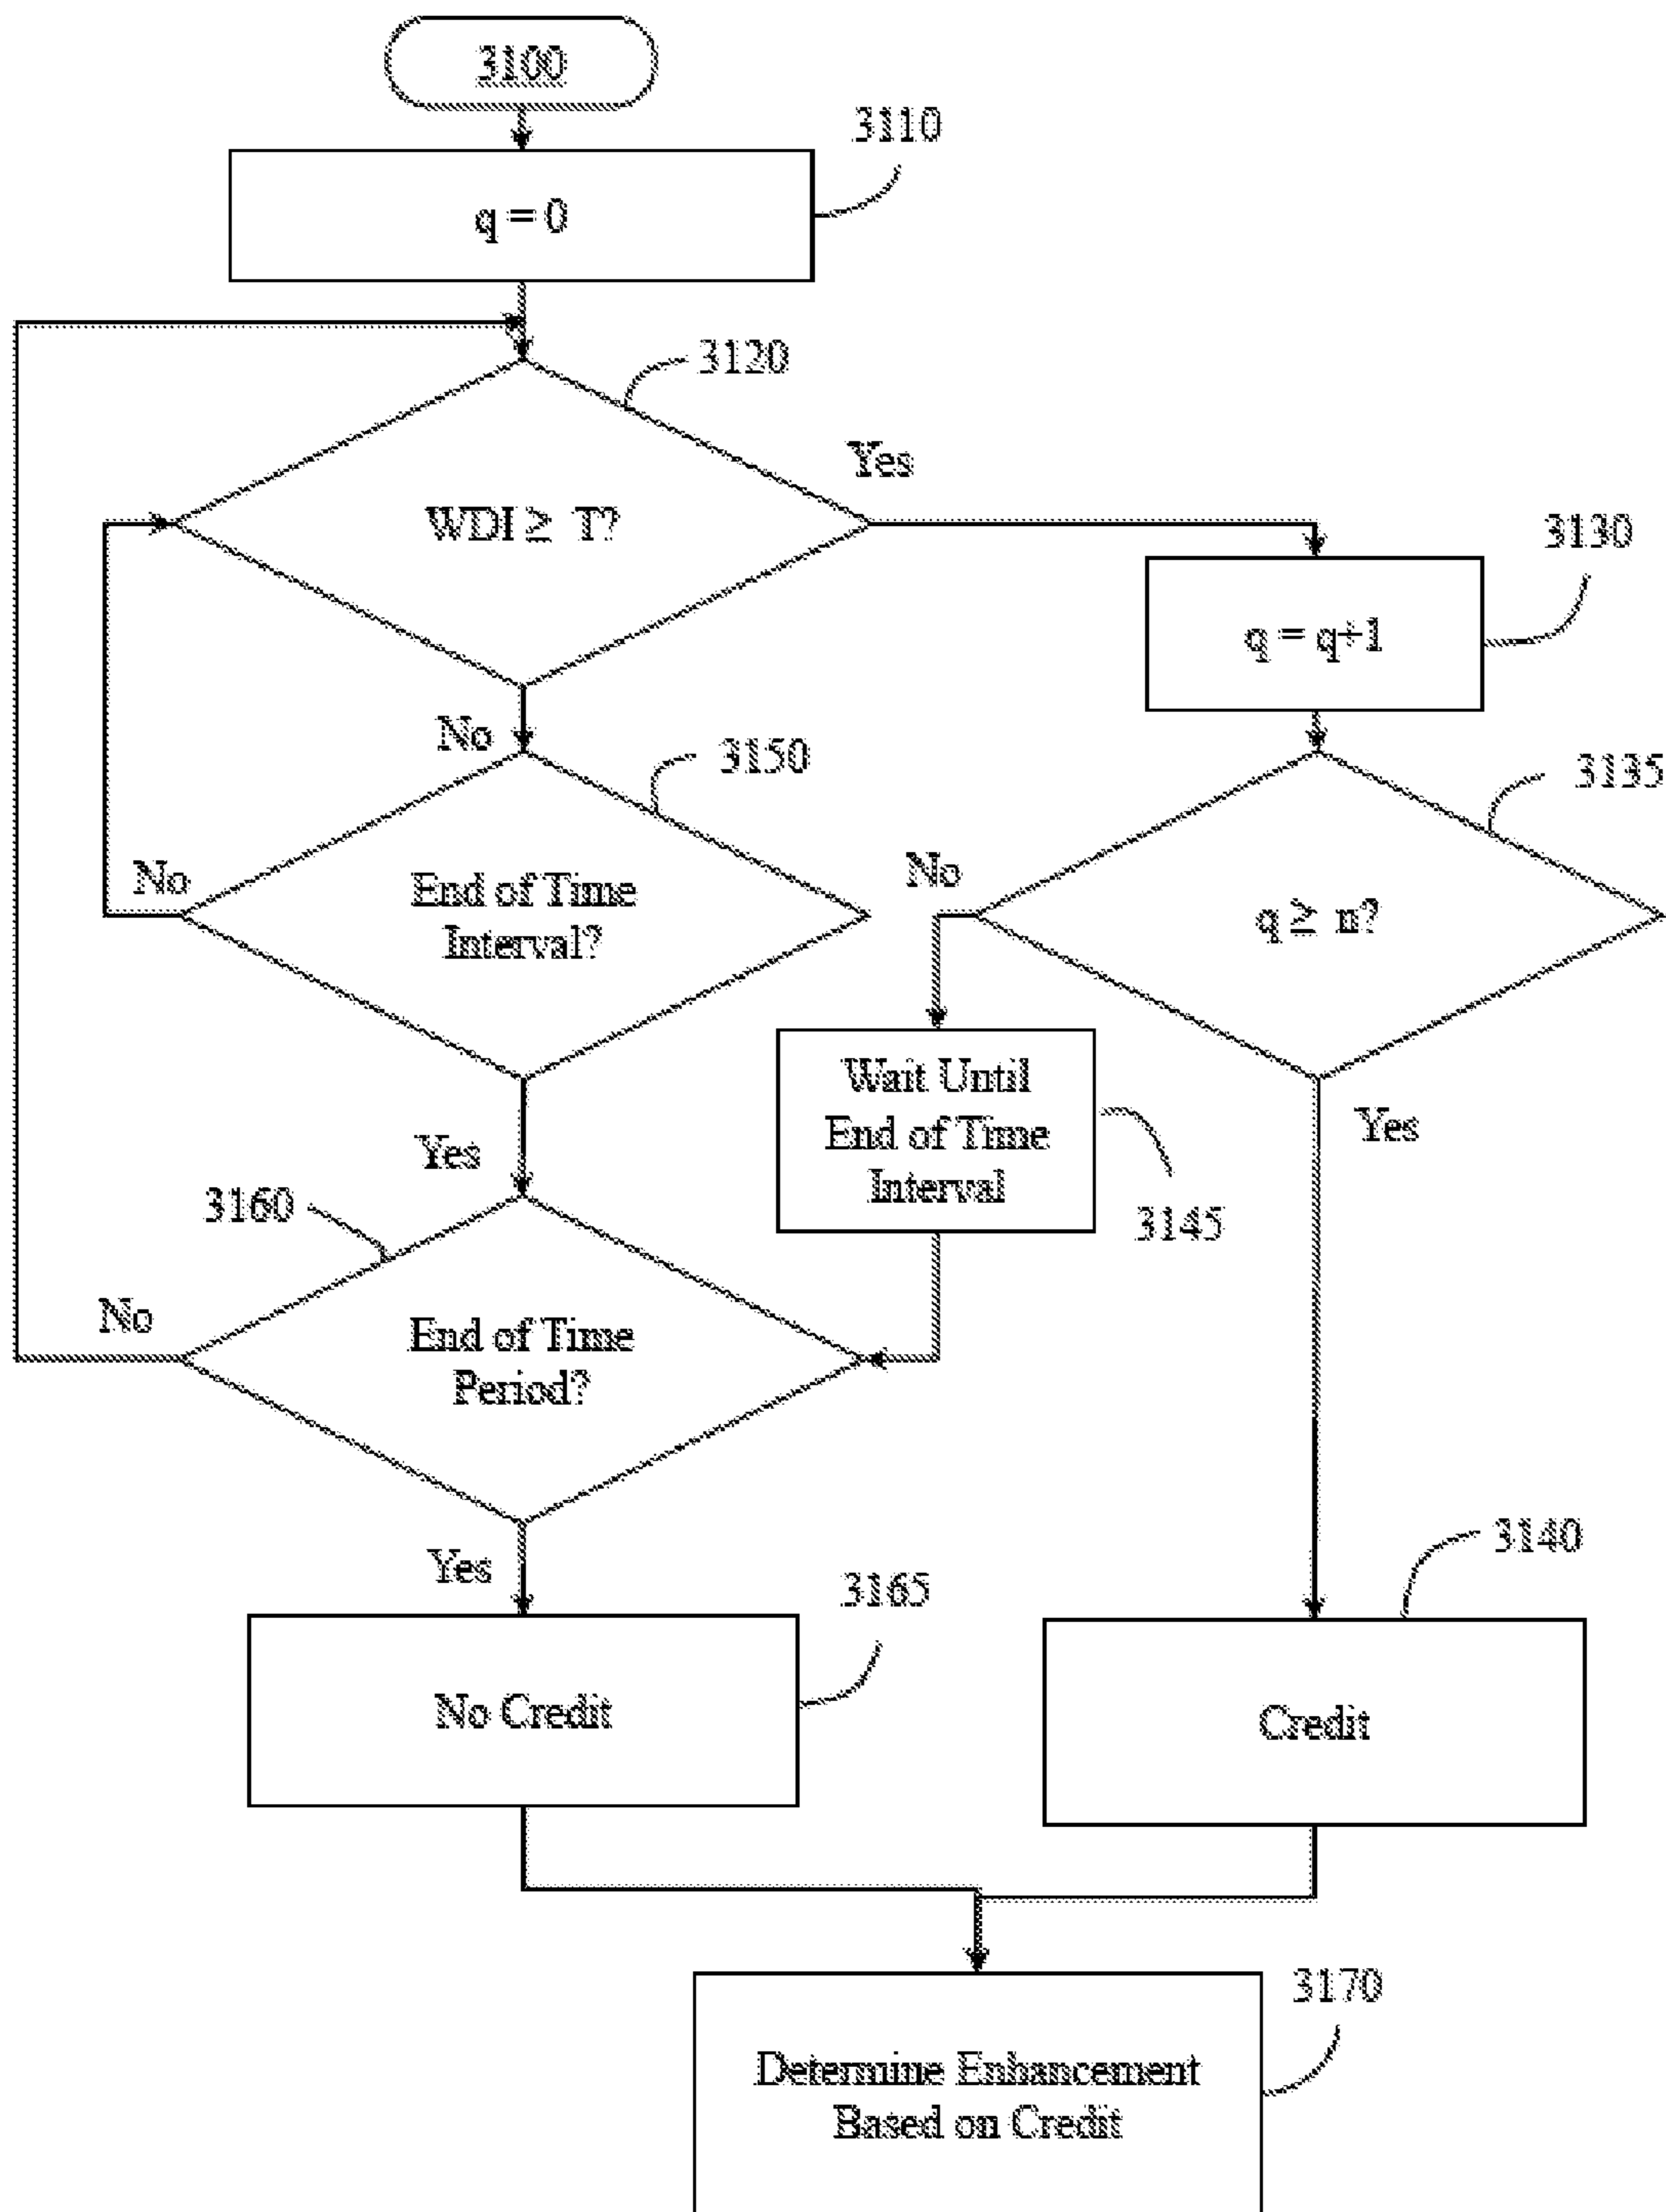 3100
3110
q = 0
3120
Yes
WDI ≥ T?
3130
q = q+1
No
3150
3135
No
No
End of Time
Interval?
q ≥ n?
Wait Until
End of Time
Interval
Yes
Yes
3160
3145
No
End of Time
Period?
3140
Yes
3165
No Credit
Credit
3170
Determine Enhancement
Based on Credit